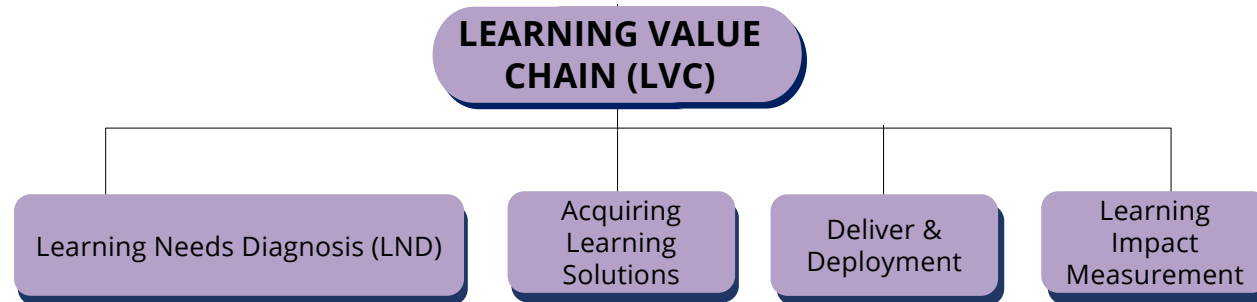 LEARNING VALUE
CHAIN (LVC)
Learning Needs Diagnosis (LND)
Acquiring
Learning
Solutions
Deliver &
Deployment
Learning
Impact
Measurement